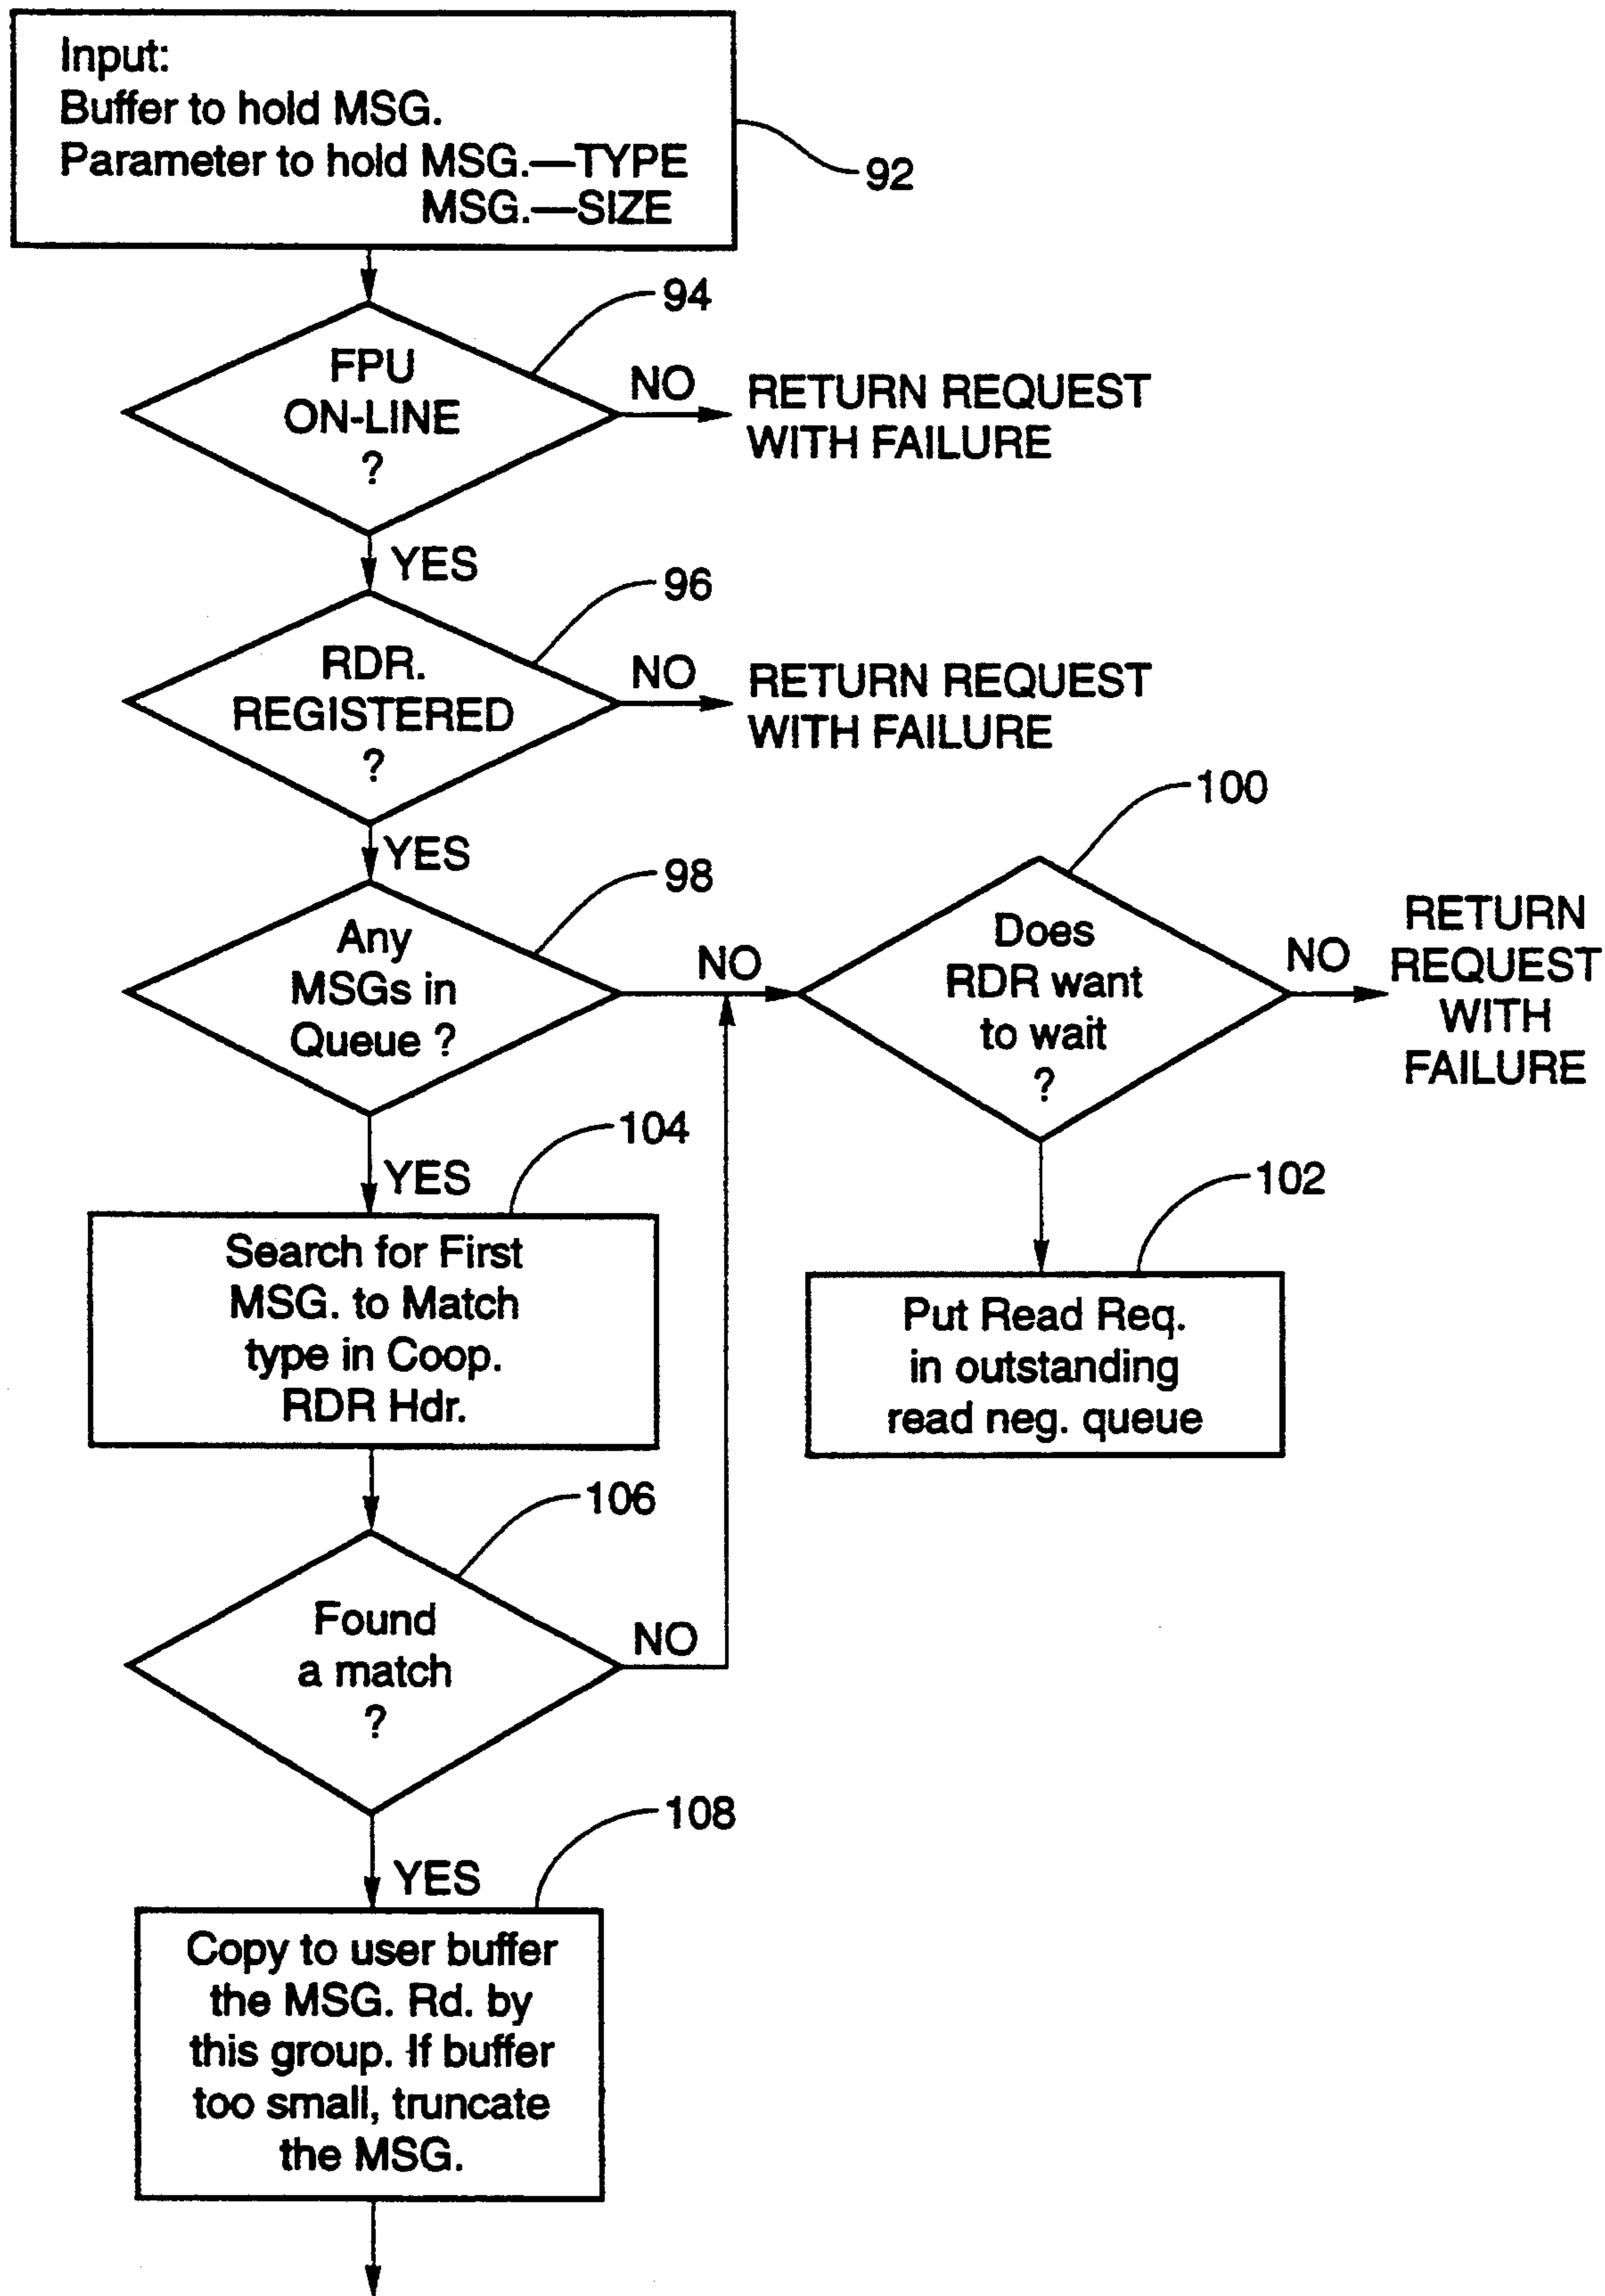 Input:
Buffer to hold MSG.
Parameter to hold MSG.—TYPE
MSG.—SIZE
92
94
FPU
ON-LINE
?
NO
RETURN REQUEST
WITH FAILURE
YES
96
RDR.
REGISTERED
?
NO
RETURN REQUEST
WITH FAILURE
YES
98
Any
MSGs in
Queue ?
NO
100
Does
RDR want
to wait
?
NO
RETURN
REQUEST
WITH
FAILURE
YES
104
Search for First
MSG. to Match
type in Coop.
RDR Hdr.
102
Put Read Req.
in outstanding
read neg. queue
106
Found
a match
?
NO
YES
108
Copy to user buffer
the MSG. Rd. by
this group. If buffer
too small, truncate
the MSG.